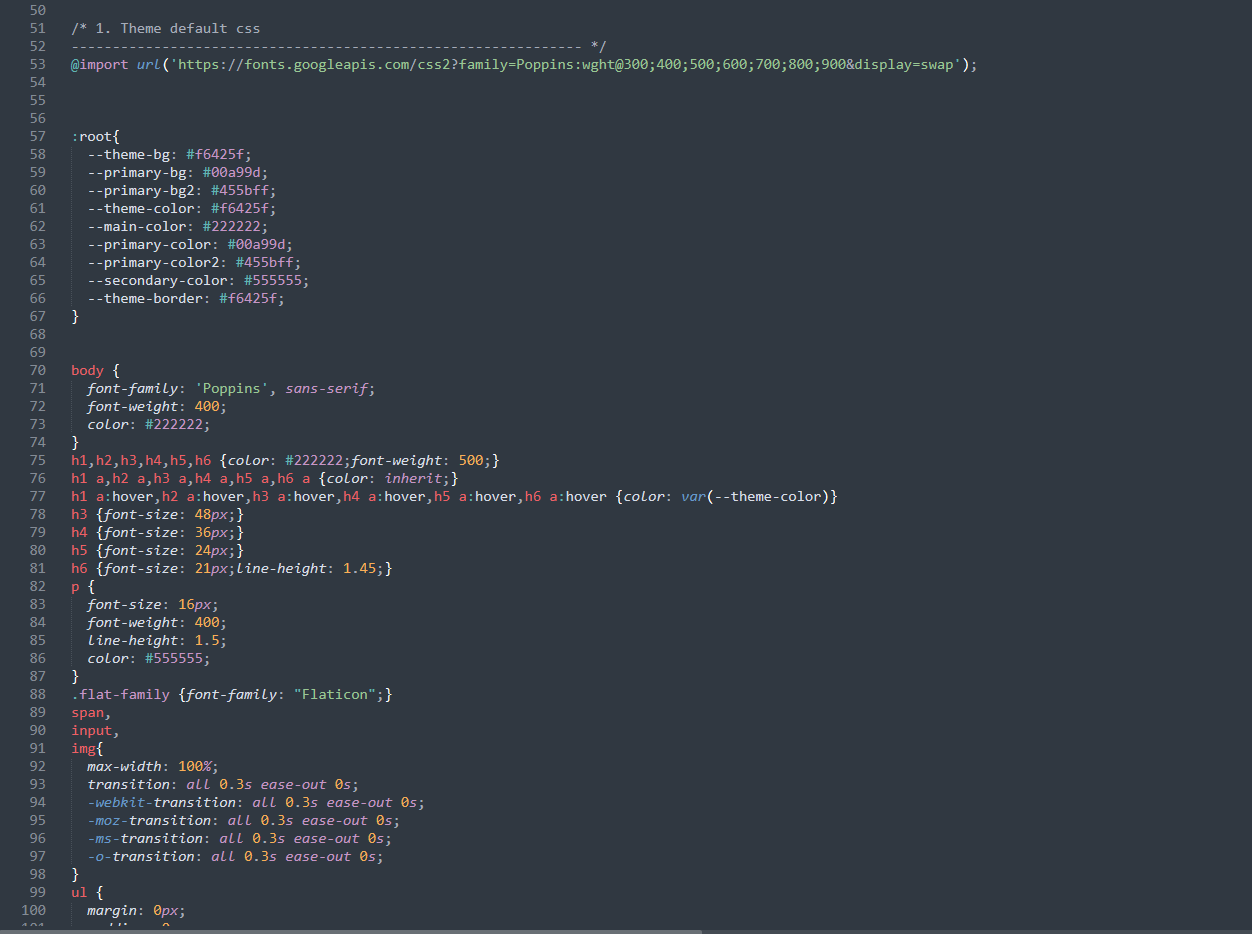 50
51 /* 1. Theme default css
52 -------------------------------------------------------------- */
53 @import url('https://fonts.googleapis.com/css2?family=Poppins:wght@300;400;500;600;700;800;900&display=swap');
54
55
56
57 :root{
58 --theme-bg: #f6425f;
59 --primary-bg: #00a99d;
60 --primary-bg2: #455bff;
61 --theme-color: #f6425f;
62 --main-color: #222222;
63 --primary-color: #00a99d;
64 --primary-color2: #455bff;
65 --secondary-color: #555555;
66 --theme-border: #f6425f;
67 }
68
69
70 body {
71 font-family: 'Poppins', sans-serif;
72 font-weight: 400;
73 color: #222222;
74 }
75 h1,h2,h3,h4,h5,h6 {color: #222222;font-weight: 500;}
76 h1 a,h2 a,h3 a,h4 a,h5 a,h6 a {color: inherit;}
77 h1 a:hover,h2 a:hover,h3 a:hover,h4 a:hover,h5 a:hover,h6 a:hover {color: var(--theme-color)}
78 h3 {font-size: 48px;}
79 h4 {font-size: 36px;}
80 h5 {font-size: 24px;}
81 h6 {font-size: 21px;line-height: 1.45;}
82 p {
83 font-size: 16px;
84 font-weight: 400;
85 line-height: 1.5;
86 color: #555555;
87 }
88 .flat-family {font-family: "Flaticon";}
89 span,
90 input,
91 img{
92 max-width: 100%;
93 transition: all 0.3s ease-out 0s;
94 -webkit-transition: all 0.3s ease-out 0s;
95 -moz-transition: all 0.3s ease-out 0s;
96 -ms-transition: all 0.3s ease-out 0s;
97 -o-transition: all 0.3s ease-out 0s;
98 }
99 ul {
100 margin: 0px;